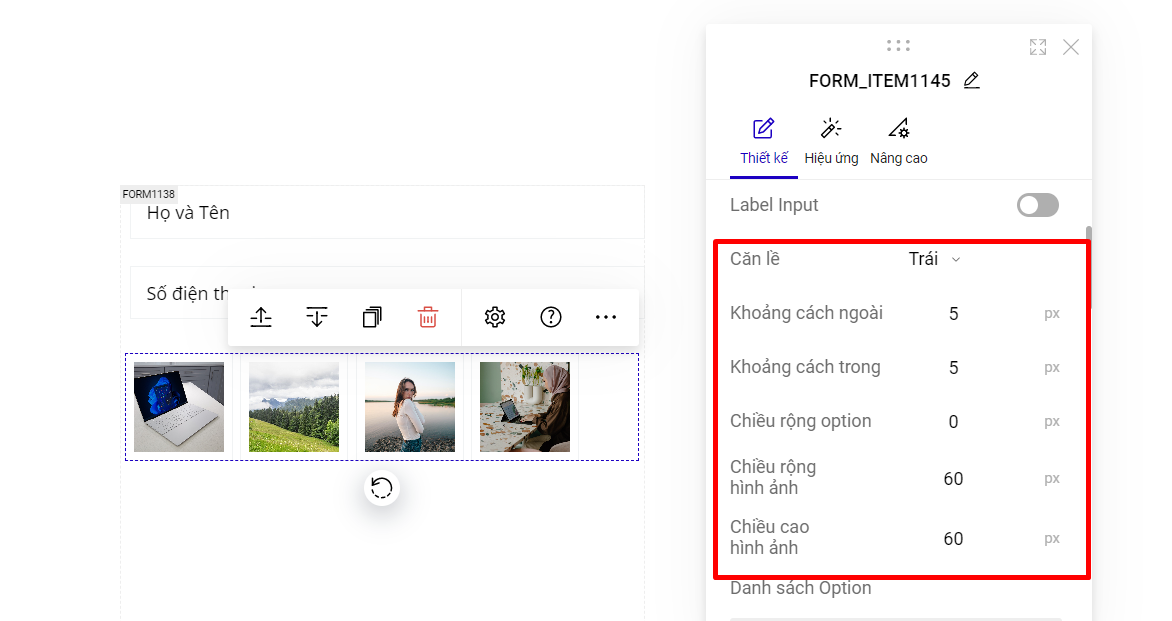 FORM1138
Họ và Tên
Số điện
FORM_ITEM1145
Thiết kế
Hiệu ứng
Nâng cao
Label Input
Căn lề
Trái
Khoảng cách ngoài
5
px
Khoảng cách trong
5
px
Chiều rộng option
0
px
Chiều rộng
hình ảnh
60
px
Chiều cao
hình ảnh
60
px
Danh sách Option